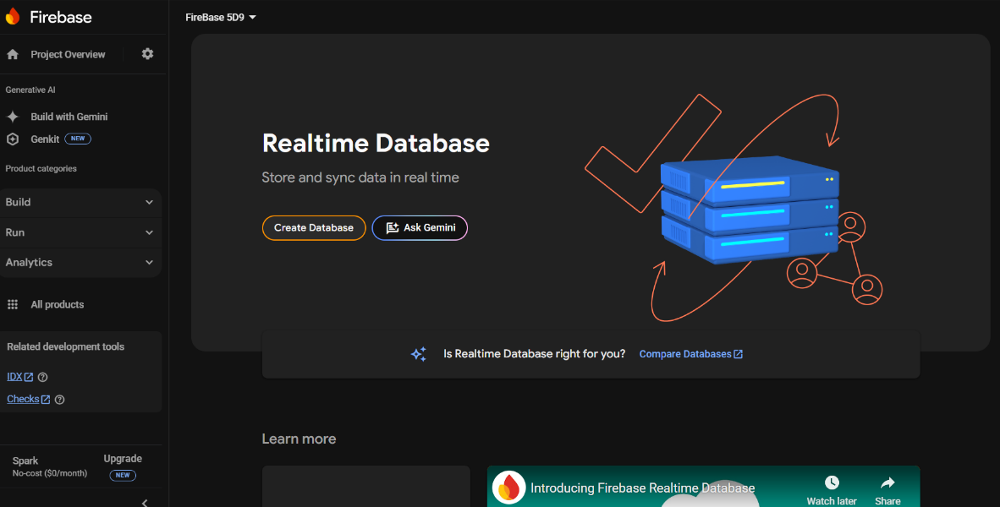 Firebase
Project Overview
Generative AI
Build with Gemini
Genkit NEW
Product categories
Build
Run
Analytics
All products
Related development tools
IDX
Checks
Spark
No-cost ($0/month)
Upgrade
NEW
FireBase 5D9
Realtime Database
Store and sync data in real time
Create Database
Ask Gemini
Is Realtime Database right for you? Compare Databases
Learn more
Introducing Firebase Realtime Database
Watch later
Share